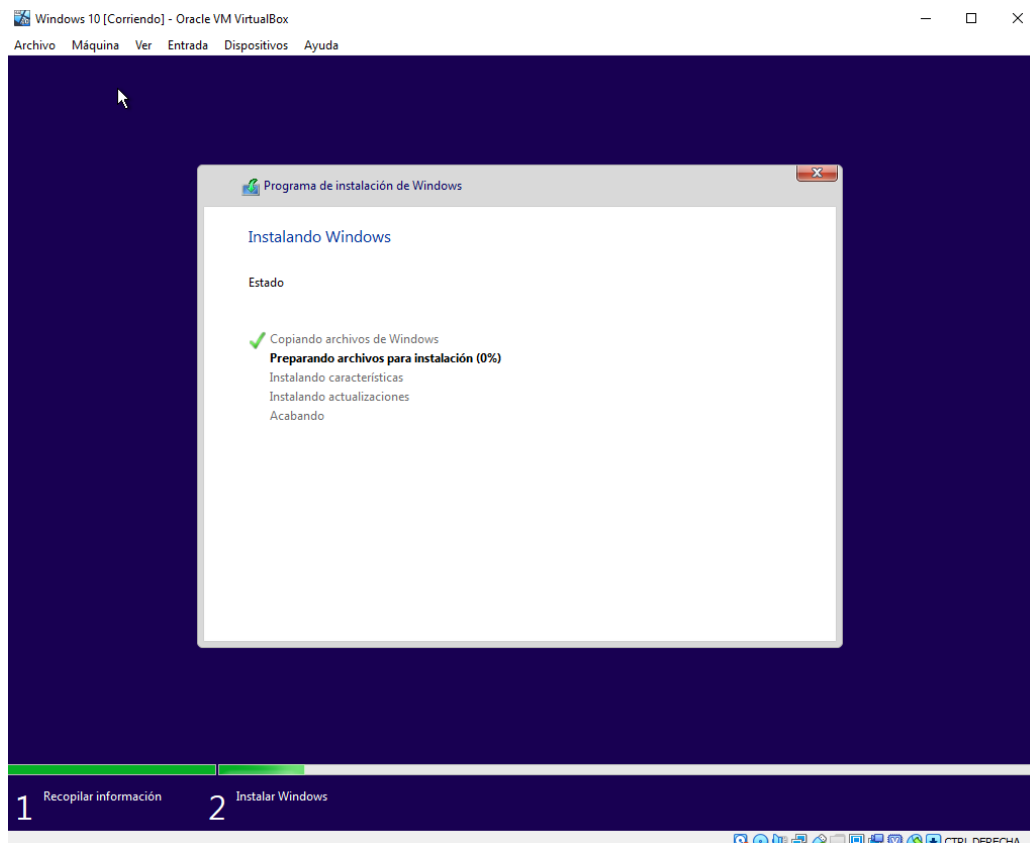 Windows 10 [Corriendo] - Oracle VM VirtualBox
Archivo Máquina Ver Entrada Dispositivos Ayuda
Programa de instalación de Windows
Instalando Windows
Estado
Copiando archivos de Windows
Preparando archivos para instalación (0%)
Instalando características
Instalando actualizaciones
Acabando
1 Recopilar información 2 Instalar Windows
CTRL DERECHA